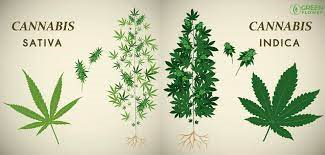 CANNABIS
SATIVA
CANNABIS
INDICA
GREEN
FLOWER